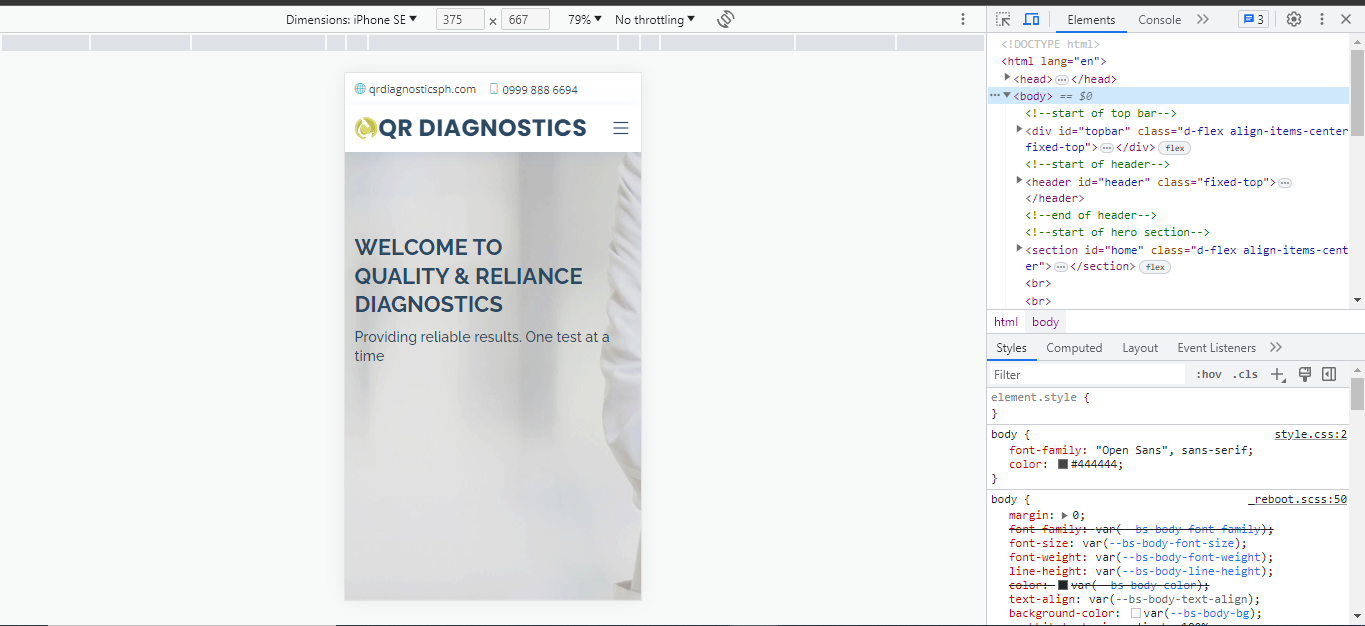 Dimensions: iPhone SE ▼ 375 × 667 79% ▼ No throttling ▼
Elements Console 3
qrdiagnosticsph.com 0999 888 6694
QR DIAGNOSTICS
WELCOME TO
QUALITY & RELIANCE
DIAGNOSTICS
Providing reliable results. One test at a
time
<!DOCTYPE html>
<html lang="en">
<head> … </head>
<body> == $0
<!--start of top bar-->
<div id="topbar" class="d-flex align-items-center
fixed-top"> … </div> flex
<!--start of header-->
<header id="header" class="fixed-top"> …
</header>
<!--end of header-->
<!--start of hero section-->
<section id="home" class="d-flex align-items-cent
er"> … </section> flex
<br>
<br>
html body
Styles Computed Layout Event Listeners
Filter :hov .cls
element.style {
}
body { style.css:2
font-family: "Open Sans", sans-serif;
color: #444444;
}
body { _reboot.scss:50
margin: 0;
font-family: var(--bs-body-font-family);
font-size: var(--bs-body-font-size);
font-weight: var(--bs-body-font-weight);
line-height: var(--bs-body-line-height);
color: var(--bs-body-color);
text-align: var(--bs-body-text-align);
background-color: var(--bs-body-bg);